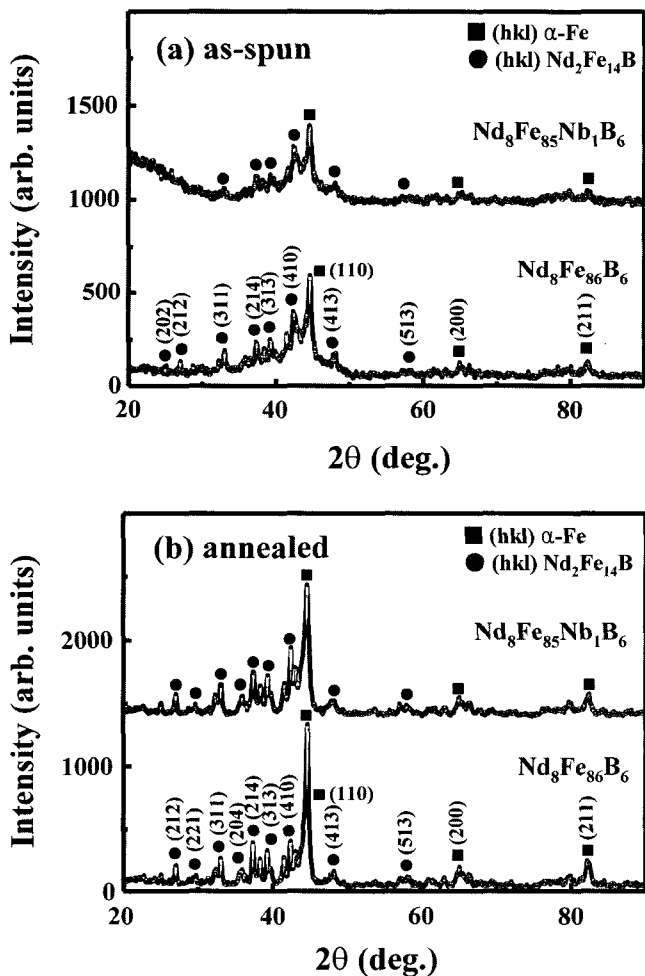 (a) as-spun
■ (hkl) α-Fe
● (hkl) Nd₂Fe₁₄B
1500
Nd₈Fe₈₅Nb₁B₆
Intensity (arb. units)
1000
Nd₈Fe₈₆B₆
500
(202)
(212)
(311)
(214)
(313)
(410)
(110)
(413)
(513)
(200)
(211)
0
20 40 60 80
2θ (deg.)
(b) annealed
■ (hkl) α-Fe
● (hkl) Nd₂Fe₁₄B
Nd₈Fe₈₅Nb₁B₆
2000
Intensity (arb. units)
Nd₈Fe₈₆B₆
1000
(212)
(221)
(311)
(204)
(214)
(313)
(410)
(110)
(413)
(513)
(200)
(211)
0
20 40 60 80
2θ (deg.)